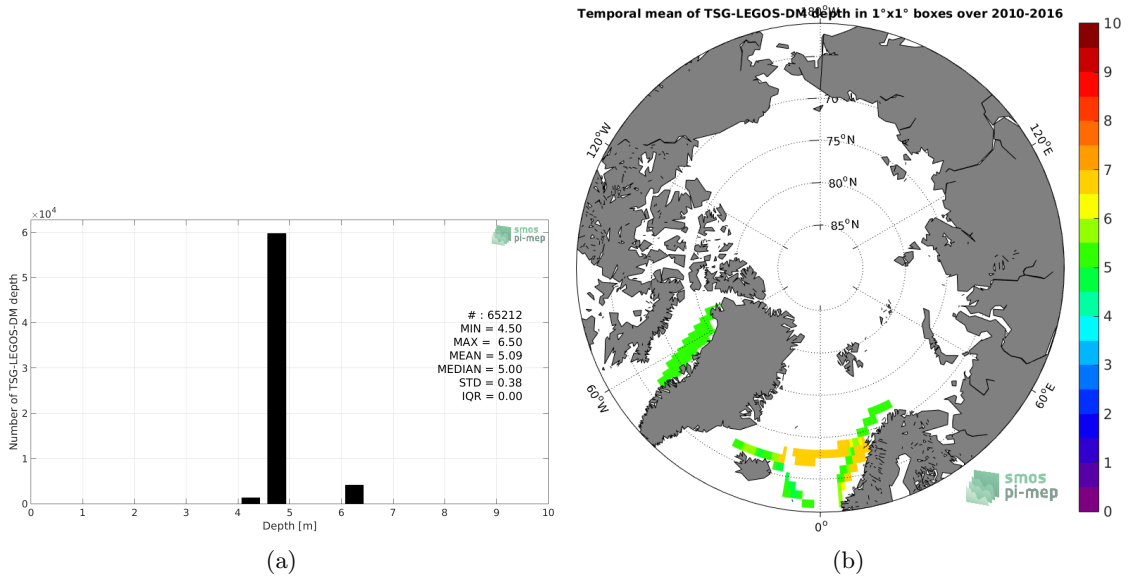 Temporal mean of TSG-LEGOS-DM depth in 1°x1° boxes over 2010-2016
×10⁴
6
5
4
3
2
1
0
Number of TSG-LEGOS-DM depth
smos
pi-mep
# : 65212
MIN = 4.50
MAX = 6.50
MEAN = 5.09
MEDIAN = 5.00
STD = 0.38
IQR = 0.00
0 1 2 3 4 5 6 7 8 9 10
Depth [m]
(a)
180°W
120°W
120°E
60°W
60°E
0°
75°N
80°N
85°N
smos
pi-mep
10
9
8
7
6
5
4
3
2
1
0
(b)